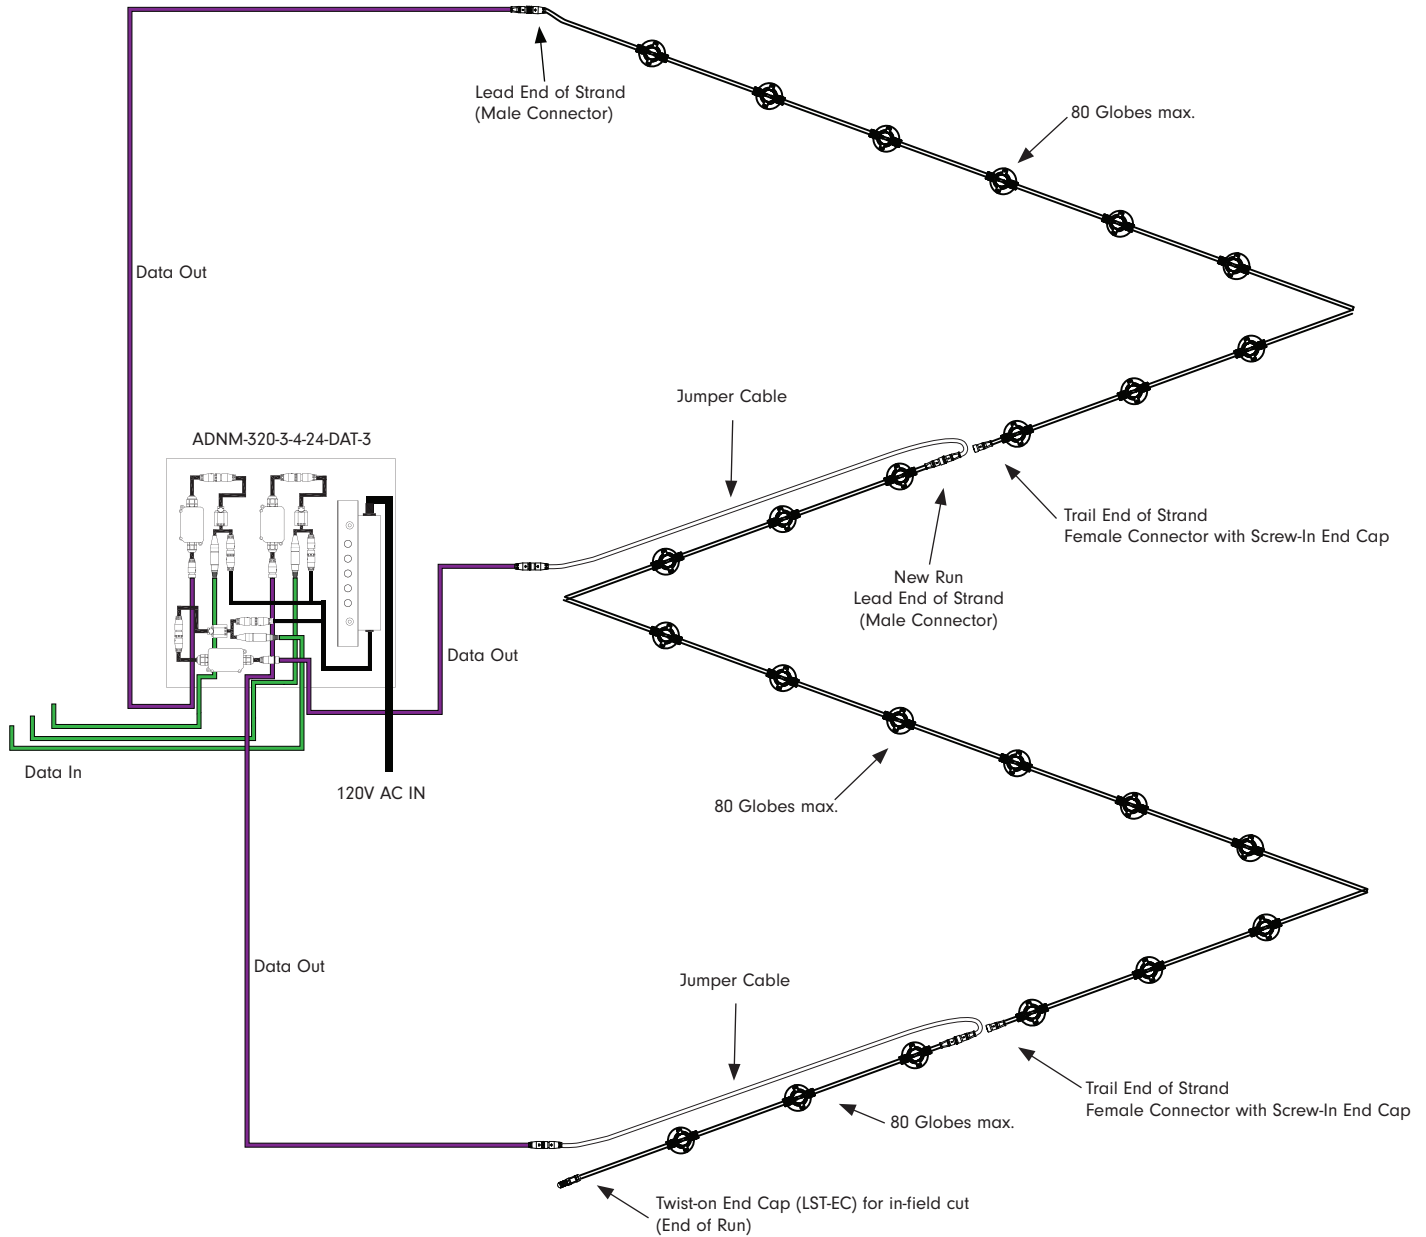 Lead End of Strand
(Male Connector)
80 Globes max.
Data Out
Jumper Cable
ADNM-320-3-4-24-DAT-3
Trail End of Strand
Female Connector with Screw-In End Cap
New Run
Lead End of Strand
(Male Connector)
Data Out
Data In
120V AC IN
80 Globes max.
Data Out
Jumper Cable
Trail End of Strand
Female Connector with Screw-In End Cap
80 Globes max.
Twist-on End Cap (LST-EC) for in-field cut
(End of Run)